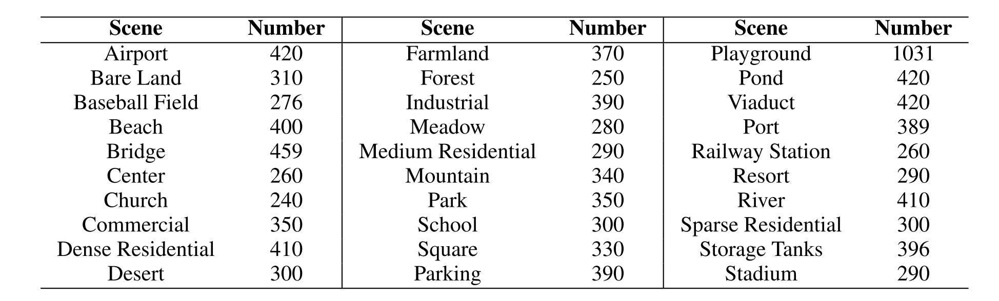 Scene Number Scene Number Scene Number
Airport 420 Farmland 370 Playground 1031
Bare Land 310 Forest 250 Pond 420
Baseball Field 276 Industrial 390 Viaduct 420
Beach 400 Meadow 280 Port 389
Bridge 459 Medium Residential 290 Railway Station 260
Center 260 Mountain 340 Resort 290
Church 240 Park 350 River 410
Commercial 350 School 300 Sparse Residential 300
Dense Residential 410 Square 330 Storage Tanks 396
Desert 300 Parking 390 Stadium 290